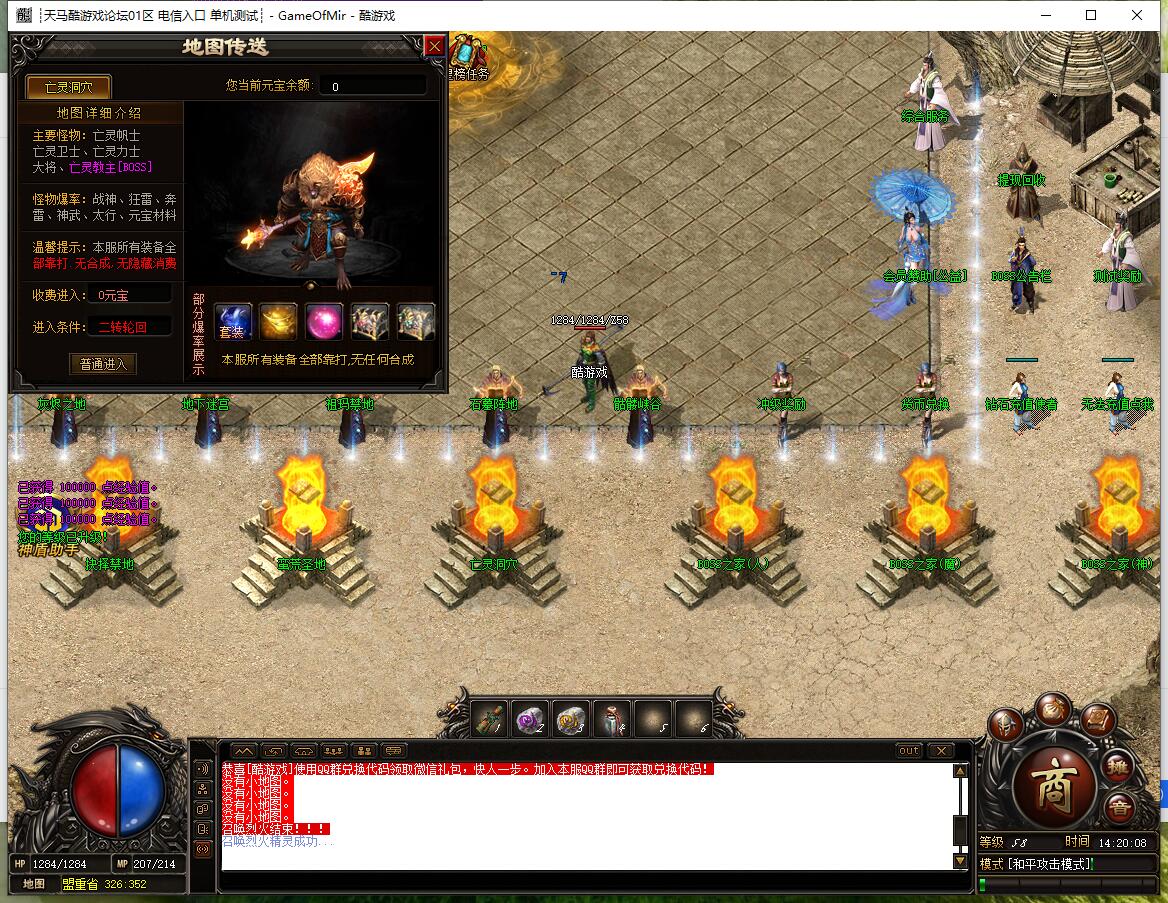 天马酷游戏论坛01区 电信入口 单机测试 - GameOfMir - 酷游戏
地图传送
亡灵洞穴
您当前元宝余额:
0
地图详细介绍
主要怪物: 亡灵帜士
亡灵卫士、亡灵力士
大将、亡灵教主[BOSS]
怪物爆率: 战神、狂雷、奔
雷、神武、太行、元宝材料
温馨提示: 本服所有装备全
部靠打.无合成.无隐藏消费
收费进入: 0元宝
进入条件: 二转轮回
普通进入
部分爆率展示
套装
本服所有装备全部靠打,无任何合成
榜任务
综合服务
提现回收
会员赞助[公益]
BOSS公告栏
测试奖励
-7
1284/1284/Z58
酷游戏
灰烬之地
地下迷宫
祖玛禁地
石墓阵地
骷髅峡谷
冲级奖励
货币兑换
钻石充值使者
无法充值点我
已获得 100000 点经验值。
已获得 100000 点经验值。
已获得 100000 点经验值。
您的等级已升级!
神盾助手
抉择禁地
蛮荒圣地
亡灵洞穴
BOSS之家(人)
BOSS之家(魔)
BOSS之家(神)
1
2
3
4
5
6
out
X
恭喜[酷游戏]使用QQ群兑换代码领取微信礼包，快人一步。加入本服QQ群即可获取兑换代码!
没有小地图。
没有小地图。
没有小地图。
没有小地图。
召唤烈火结束!!!
召唤烈火精灵成功...
商
摊
音
HP 1284/1284
MP 207/214
地图 盟重省 326:352
等级 58
时间 14:20:08
模式 [和平攻击模式]